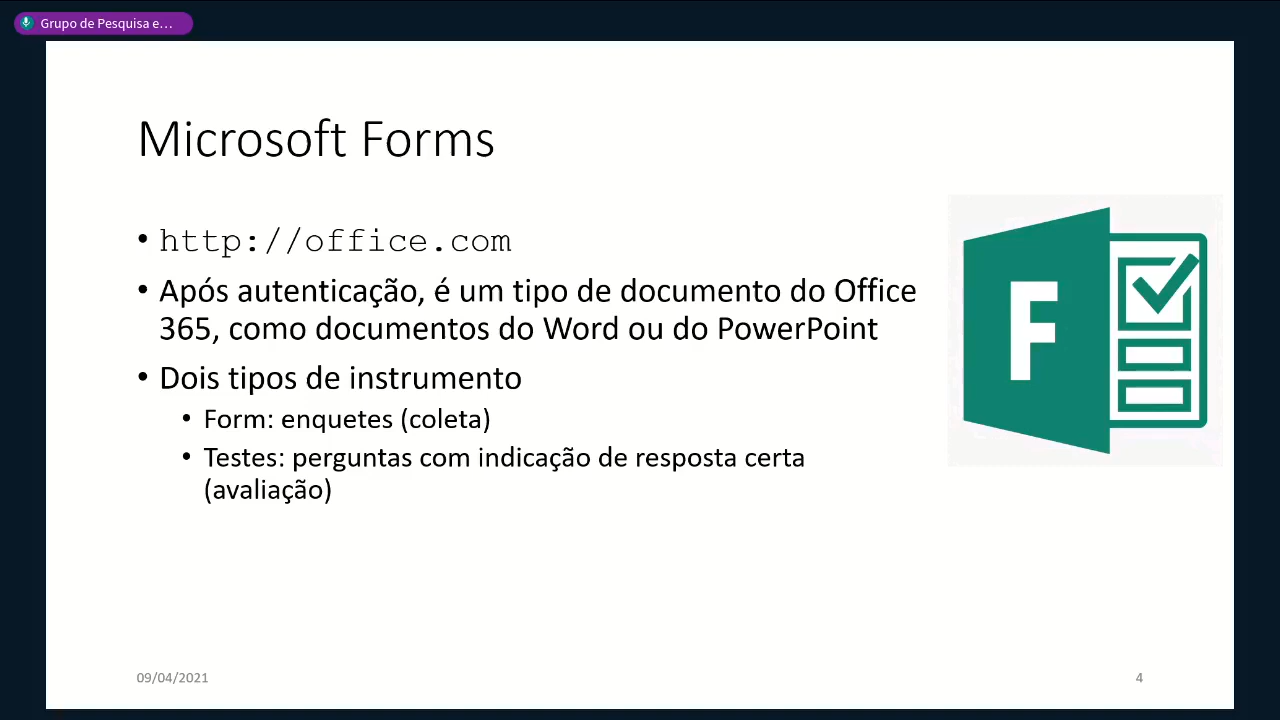 Grupo de Pesquisa e...
Microsoft Forms
• http://office.com
• Após autenticação, é um tipo de documento do Office
365, como documentos do Word ou do PowerPoint
• Dois tipos de instrumento
• Form: enquetes (coleta)
• Testes: perguntas com indicação de resposta certa
(avaliação)
F
09/04/2021
4